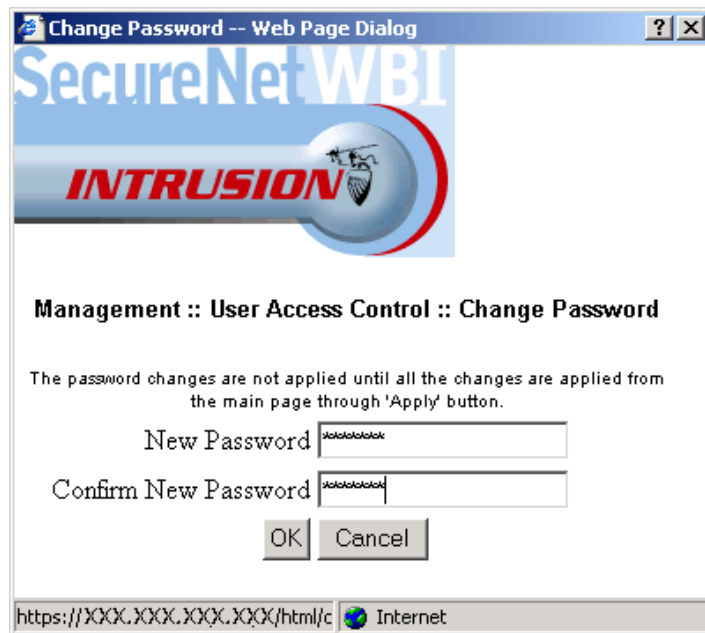 Change Password -- Web Page Dialog
SecureNet WBI
INTRUSION
Management :: User Access Control :: Change Password
The password changes are not applied until all the changes are applied from
the main page through 'Apply' button.
New Password ********
Confirm New Password ********
OK Cancel
https://XXX.XXX.XXX.XXX/html/c Internet